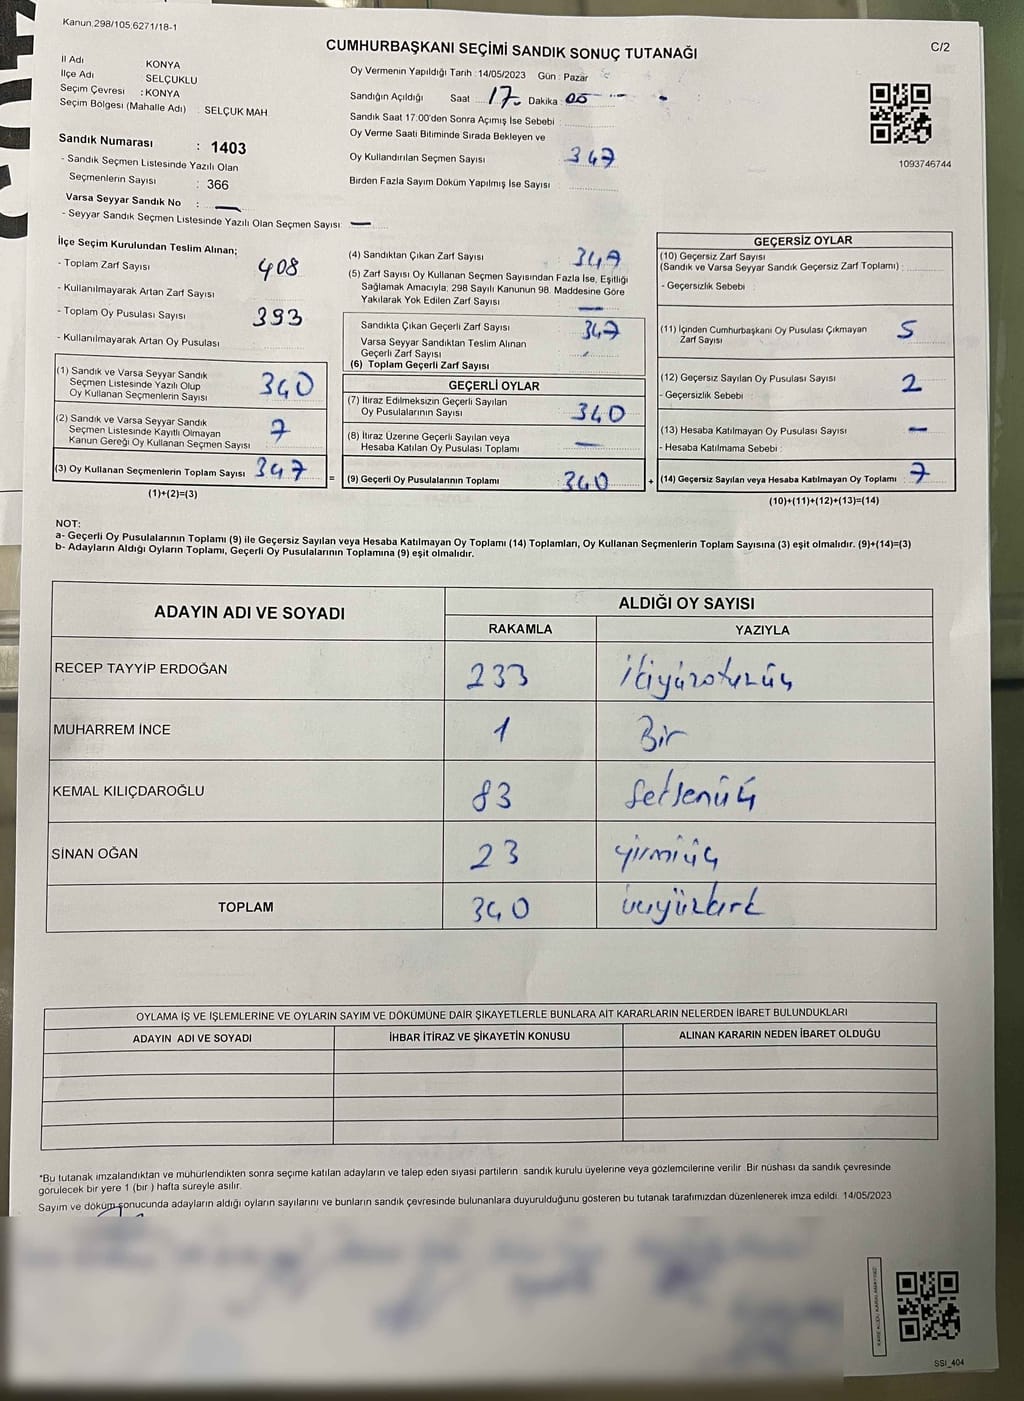 Kanun.298/105.6271/18-1
C/2
CUMHURBAŞKANI SEÇİMİ SANDIK SONUÇ TUTANAĞI
İl Adı KONYA
İlçe Adı SELÇUKLU
Seçim Çevresi : KONYA
Seçim Bölgesi (Mahalle Adı) : SELÇUK MAH
Sandık Numarası : 1403
- Sandık Seçmen Listesinde Yazılı Olan
Seçmenlerin Sayısı : 366
Varsa Seyyar Sandık No : —
- Seyyar Sandık Seçmen Listesinde Yazılı Olan Seçmen Sayısı: —
Oy Vermenin Yapıldığı Tarih :14/05/2023 Gün : Pazar
Sandığın Açıldığı Saat 17. Dakika 05
Sandık Saat 17:00'den Sonra Açımış İse Sebebi
Oy Verme Saati Bitiminde Sırada Bekleyen ve
Oy Kullandırılan Seçmen Sayısı 347
Birden Fazla Sayım Döküm Yapılmış İse Sayısı
1093746744
İlçe Seçim Kurulundan Teslim Alınan;
- Toplam Zarf Sayısı 408
- Kullanılmayarak Artan Zarf Sayısı
- Toplam Oy Pusulası Sayısı 393
- Kullanılmayarak Artan Oy Pusulası
(1) Sandık ve Varsa Seyyar Sandık
Seçmen Listesinde Yazılı Olup
Oy Kullanan Seçmenlerin Sayısı 340
(2) Sandık ve Varsa Seyyar Sandık
Seçmen Listesinde Kayıtlı Olmayan
Kanun Gereği Oy Kullanan Seçmen Sayısı 7
(3) Oy Kullanan Seçmenlerin Toplam Sayısı 347
(1)+(2)=(3)
(4) Sandıktan Çıkan Zarf Sayısı 347
(5) Zarf Sayısı Oy Kullanan Seçmen Sayısından Fazla İse, Eşitliği
Sağlamak Amacıyla; 298 Sayılı Kanunun 98. Maddesine Göre
Yakılarak Yok Edilen Zarf Sayısı —
Sandıkta Çıkan Geçerli Zarf Sayısı 347
Varsa Seyyar Sandıktan Teslim Alınan
Geçerli Zarf Sayısı
(6) Toplam Geçerli Zarf Sayısı
GEÇERLİ OYLAR
(7) İtiraz Edilmeksizin Geçerli Sayılan
Oy Pusulalarının Sayısı 340
(8) İtiraz Üzerine Geçerli Sayılan veya
Hesaba Katılan Oy Pusulası Toplamı —
= (9) Geçerli Oy Pusulalarının Toplamı : 340
GEÇERSİZ OYLAR
(10) Geçersiz Zarf Sayısı
(Sandık ve Varsa Seyyar Sandık Geçersiz Zarf Toplamı) :
- Geçersizlik Sebebi :
(11) İçinden Cumhurbaşkanı Oy Pusulası Çıkmayan 5
Zarf Sayısı
(12) Geçersiz Sayılan Oy Pusulası Sayısı 2
- Geçersizlik Sebebi :
(13) Hesaba Katılmayan Oy Pusulası Sayısı —
- Hesaba Katılmama Sebebi :
+ (14) Geçersiz Sayılan veya Hesaba Katılmayan Oy Toplamı : 7
(10)+(11)+(12)+(13)=(14)
NOT:
a- Geçerli Oy Pusulalarının Toplamı (9) ile Geçersiz Sayılan veya Hesaba Katılmayan Oy Toplamı (14) Toplamları, Oy Kullanan Seçmenlerin Toplam Sayısına (3) eşit olmalıdır. (9)+(14)=(3)
b- Adayların Aldığı Oyların Toplamı, Geçerli Oy Pusulalarının Toplamına (9) eşit olmalıdır.
ADAYIN ADI VE SOYADI ALDIĞI OY SAYISI
RAKAMLA YAZIYLA
RECEP TAYYİP ERDOĞAN 233 ikiyüzotuzüç
MUHARREM İNCE 1 Bir
KEMAL KILIÇDAROĞLU 83 Seksenüç
SİNAN OĞAN 23 yirmiüç
TOPLAM 340 üçyüzkırk
OYLAMA İŞ VE İŞLEMLERİNE VE OYLARIN SAYIM VE DÖKÜMÜNE DAİR ŞİKAYETLERLE BUNLARA AİT KARARLARIN NELERDEN İBARET BULUNDUKLARI
ADAYIN ADI VE SOYADI İHBAR İTİRAZ VE ŞİKAYETİN KONUSU ALINAN KARARIN NEDEN İBARET OLDUĞU
*Bu tutanak imzalandıktan ve mühürlendikten sonra seçime katılan adayların ve talep eden siyasi partilerin sandık kurulu üyelerine veya gözlemcilerine verilir. Bir nüshası da sandık çevresinde
görülecek bir yere 1 (bir) hafta süreyle asılır.
Sayım ve döküm sonucunda adayların aldığı oyların sayılarını ve bunların sandık çevresinde bulunanlara duyurulduğunu gösteren bu tutanak tarafımızdan düzenlenerek imza edildi. 14/05/2023
SSI_404